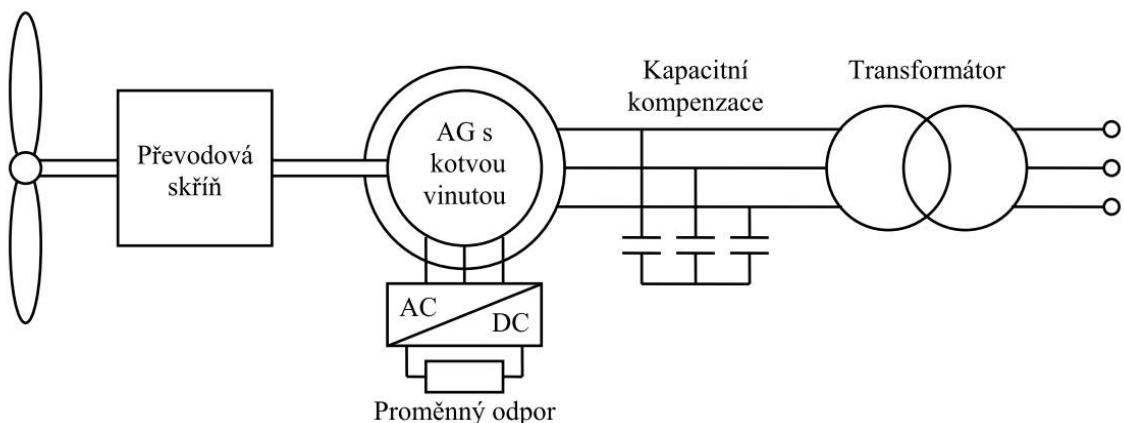 Převodová
skříň
AG s
kotvou
vinutou
AC
DC
Proměnný odpor
Kapacitní
kompenzace
Transformátor